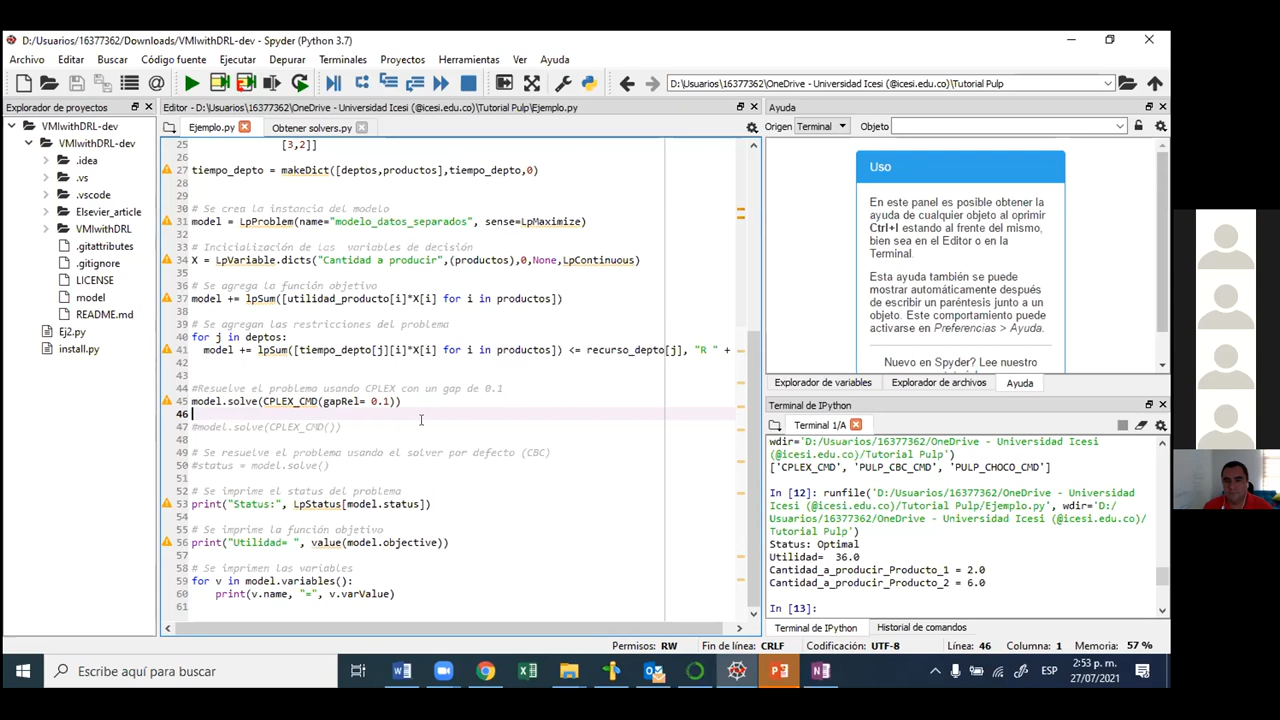 D:/Usuarios/16377362/Downloads/VMIwithDRL-dev - Spyder (Python 3.7)
Archivo Editar Buscar Código fuente Ejecutar Depurar Terminales Proyectos Herramientas Ver Ayuda
D:\Usuarios\16377362\OneDrive - Universidad Icesi (@icesi.edu.co)\Tutorial Pulp
Explorador de proyectos
VMIwithDRL-dev
VMIwithDRL-dev
.idea
.vs
.vscode
Elsevier_article
VMIwithDRL
.gitattributes
.gitignore
LICENSE
model
README.md
Ej2.py
install.py
Editor - D:\Usuarios\16377362\OneDrive - Universidad Icesi (@icesi.edu.co)\Tutorial Pulp\Ejemplo.py
Ejemplo.py Obtener solvers.py
25 [3,2]]
26
27 tiempo_depto = makeDict([deptos,productos],tiempo_depto,0)
28
29
30 # Se crea la instancia del modelo
31 model = LpProblem(name="modelo_datos_separados", sense=LpMaximize)
32
33 # Incicialización de las variables de decisión
34 X = LpVariable.dicts("Cantidad a producir",(productos),0,None,LpContinuous)
35
36 # Se agrega la función objetivo
37 model += lpSum([utilidad_producto[i]*X[i] for i in productos])
38
39 # Se agregan las restricciones del problema
40 for j in deptos:
41 model += lpSum([tiempo_depto[j][i]*X[i] for i in productos]) <= recurso_depto[j], "R " +
42
43
44 #Resuelve el problema usando CPLEX con un gap de 0.1
45 model.solve(CPLEX_CMD(gapRel= 0.1))
46
47 #model.solve(CPLEX_CMD())
48
49 # Se resuelve el problema usando el solver por defecto (CBC)
50 #status = model.solve()
51
52 # Se imprime el status del problema
53 print("Status:", LpStatus[model.status])
54
55 # Se imprime la función objetivo
56 print("Utilidad= ", value(model.objective))
57
58 # Se imprimen las variables
59 for v in model.variables():
60 print(v.name, "=", v.varValue)
61
Ayuda
Origen Terminal Objeto
Uso
En este panel es posible obtener la
ayuda de cualquier objeto al oprimir
Ctrl+I estando al frente del mismo,
bien sea en el Editor o en la
Terminal.
Esta ayuda también se puede
mostrar automáticamente después
de escribir un paréntesis junto a un
objeto. Este comportamiento puede
activarse en Preferencias > Ayuda.
Nuevo en Spyder? Lee nuestro
Explorador de variables Explorador de archivos Ayuda
Terminal de IPython
Terminal 1/A
wdir='D:/Usuarios/16377362/OneDrive - Universidad Icesi
(@icesi.edu.co)/Tutorial Pulp')
['CPLEX_CMD', 'PULP_CBC_CMD', 'PULP_CHOCO_CMD']
In [12]: runfile('D:/Usuarios/16377362/OneDrive - Universidad
Icesi (@icesi.edu.co)/Tutorial Pulp/Ejemplo.py', wdir='D:/
Usuarios/16377362/OneDrive - Universidad Icesi (@icesi.edu.co)/
Tutorial Pulp')
Status: Optimal
Utilidad=  36.0
Cantidad_a_producir_Producto_1 = 2.0
Cantidad_a_producir_Producto_2 = 6.0
In [13]:
Terminal de IPython Historial de comandos
Permisos: RW Fin de línea: CRLF Codificación: UTF-8 Línea: 46 Columna: 1 Memoria: 57 %
Escribe aquí para buscar
ESP
2:53 p. m.
27/07/2021